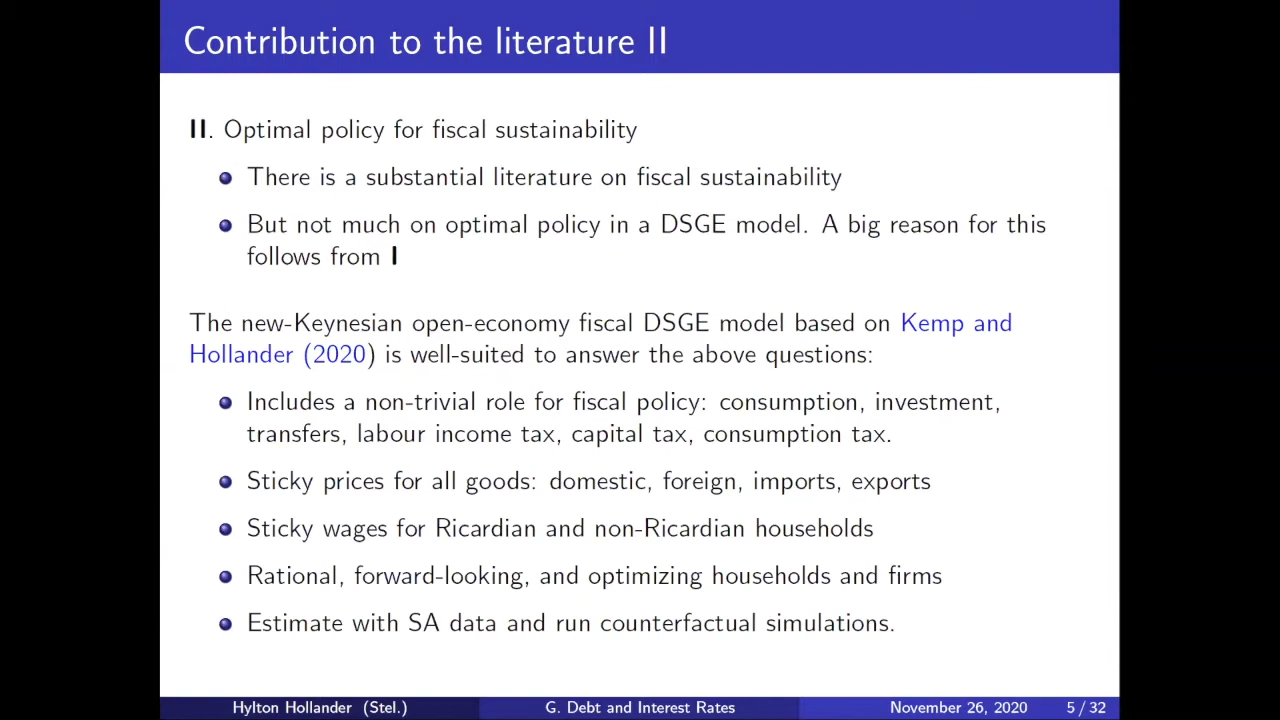 Contribution to the literature II
II. Optimal policy for fiscal sustainability
There is a substantial literature on fiscal sustainability
But not much on optimal policy in a DSGE model. A big reason for this
follows from I
The new-Keynesian open-economy fiscal DSGE model based on Kemp and
Hollander (2020) is well-suited to answer the above questions:
Includes a non-trivial role for fiscal policy: consumption, investment,
transfers, labour income tax, capital tax, consumption tax.
Sticky prices for all goods: domestic, foreign, imports, exports
Sticky wages for Ricardian and non-Ricardian households
Rational, forward-looking, and optimizing households and firms
Estimate with SA data and run counterfactual simulations.
Hylton Hollander (Stel.) G. Debt and Interest Rates November 26, 2020 5 / 32